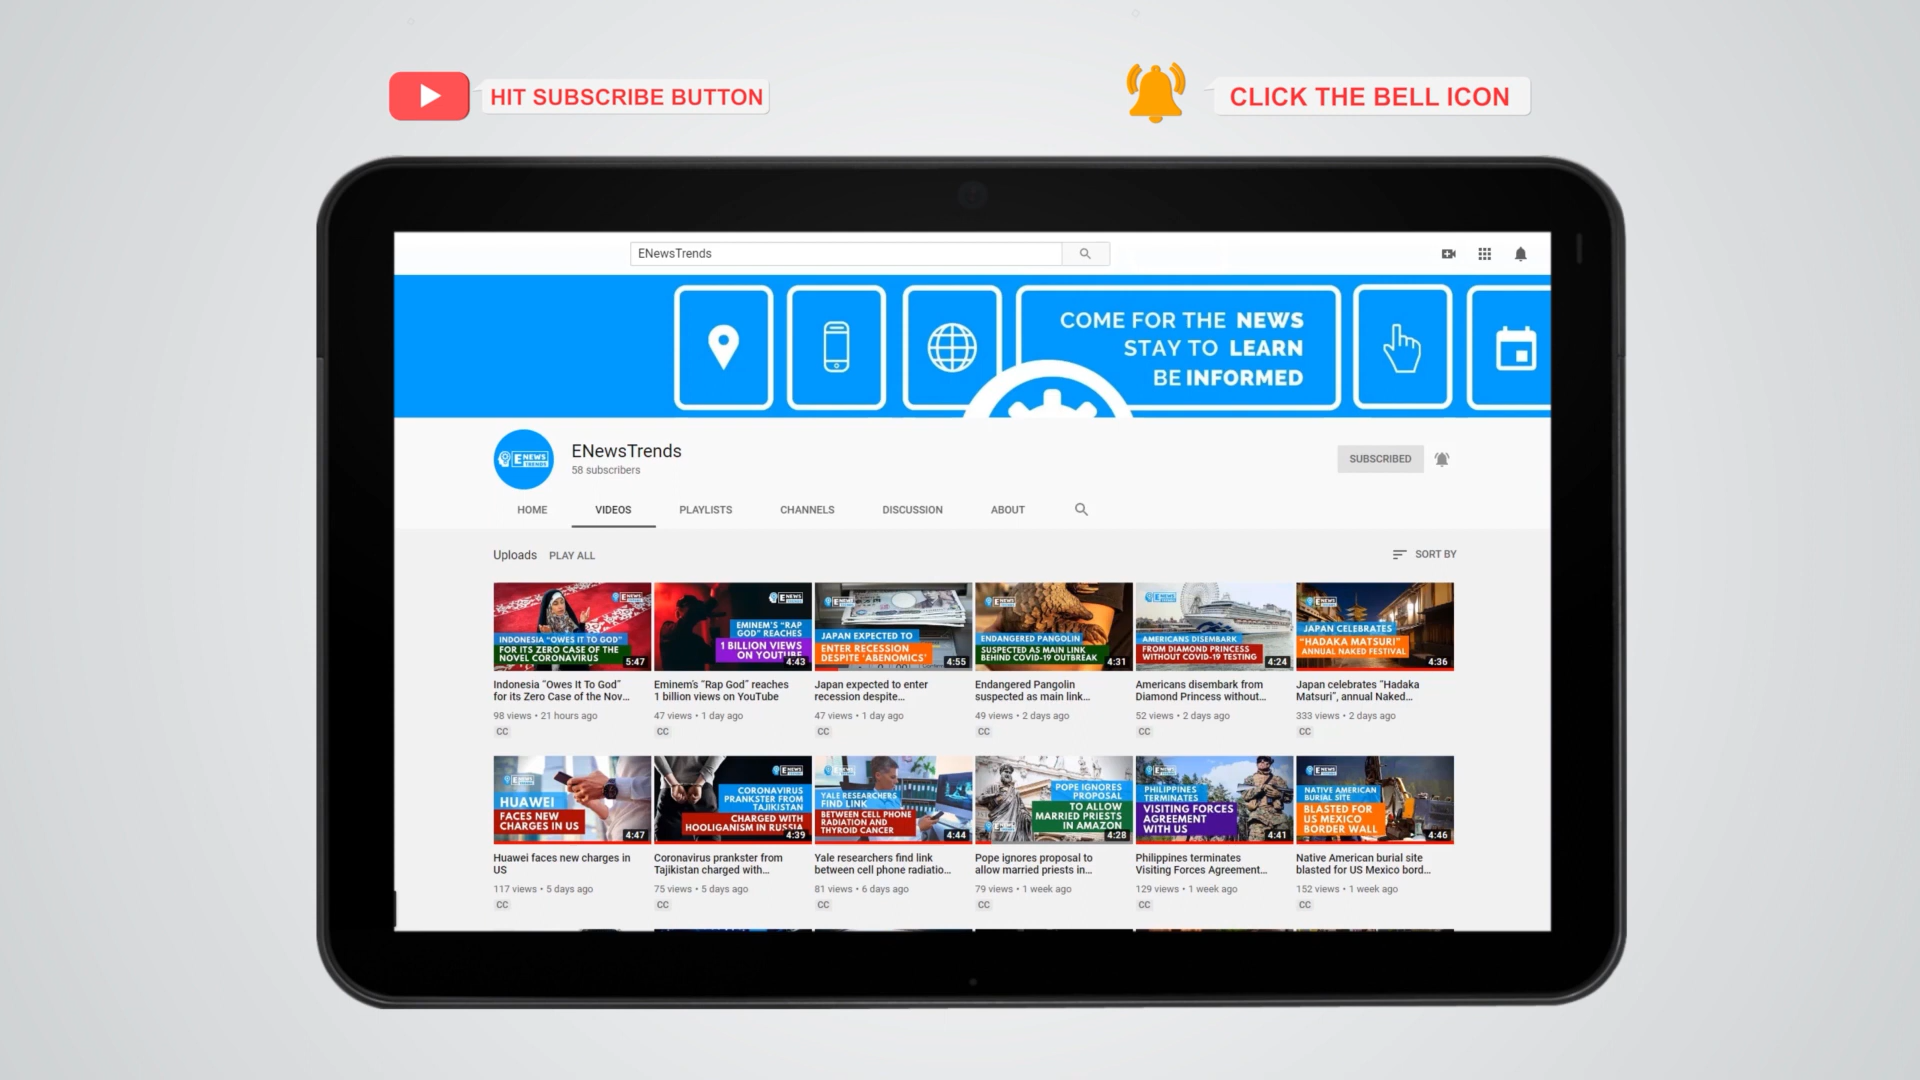 HIT SUBSCRIBE BUTTON
CLICK THE BELL ICON
ENewsTrends
COME FOR THE NEWS
STAY TO LEARN
BE INFORMED
E NEWS
TRENDS
ENewsTrends
58 subscribers
SUBSCRIBED
HOME VIDEOS PLAYLISTS CHANNELS DISCUSSION ABOUT
Uploads PLAY ALL
SORT BY
INDONESIA "OWES IT TO GOD"
FOR ITS ZERO CASE OF THE
NOVEL CORONAVIRUS
5:47
EMINEM'S "RAP
GOD" REACHES
1 BILLION VIEWS
ON YOUTUBE
4:43
JAPAN EXPECTED TO
ENTER RECESSION
DESPITE 'ABENOMICS'
4:55
ENDANGERED PANGOLIN
SUSPECTED AS MAIN LINK
BEHIND COVID-19 OUTBREAK
4:31
AMERICANS DISEMBARK
FROM DIAMOND PRINCESS
WITHOUT COVID-19 TESTING
4:24
JAPAN CELEBRATES
"HADAKA MATSURI"
ANNUAL NAKED FESTIVAL
4:36
Indonesia "Owes It To God"
for its Zero Case of the Nov...
98 views • 21 hours ago
CC
Eminem's "Rap God" reaches
1 billion views on YouTube
47 views • 1 day ago
CC
Japan expected to enter
recession despite...
47 views • 1 day ago
CC
Endangered Pangolin
suspected as main link...
49 views • 2 days ago
CC
Americans disembark from
Diamond Princess without...
52 views • 2 days ago
CC
Japan celebrates "Hadaka
Matsuri", annual Naked...
333 views • 2 days ago
CC
HUAWEI
FACES NEW
CHARGES IN US
4:47
CORONAVIRUS
PRANKSTER FROM
TAJIKISTAN
CHARGED WITH
HOOLIGANISM IN RUSSIA
4:39
YALE RESEARCHERS
FIND LINK
BETWEEN CELL PHONE
RADIATION AND
THYROID CANCER
4:44
POPE IGNORES
PROPOSAL
TO ALLOW
MARRIED PRIESTS
IN AMAZON
4:28
PHILIPPINES
TERMINATES
VISITING FORCES
AGREEMENT
WITH US
4:41
NATIVE AMERICAN
BURIAL SITE
BLASTED FOR
US MEXICO
BORDER WALL
4:46
Huawei faces new charges in
US
117 views • 5 days ago
CC
Coronavirus prankster from
Tajikistan charged with...
75 views • 5 days ago
CC
Yale researchers find link
between cell phone radiatio...
81 views • 6 days ago
CC
Pope ignores proposal to
allow married priests in...
79 views • 1 week ago
CC
Philippines terminates
Visiting Forces Agreement...
129 views • 1 week ago
CC
Native American burial site
blasted for US Mexico bord...
152 views • 1 week ago
CC